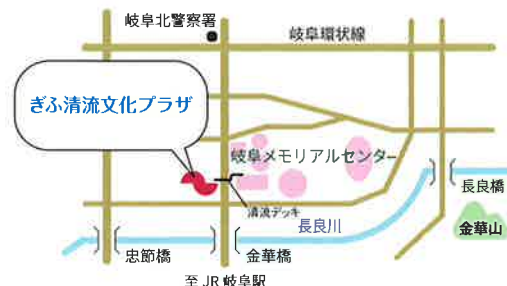 岐阜北警察署
岐阜環状線
ぎふ清流文化プラザ
岐阜メモリアルセンター
清流デッキ
長良川
長良橋
金華山
忠節橋
金華橋
至 JR 岐阜駅